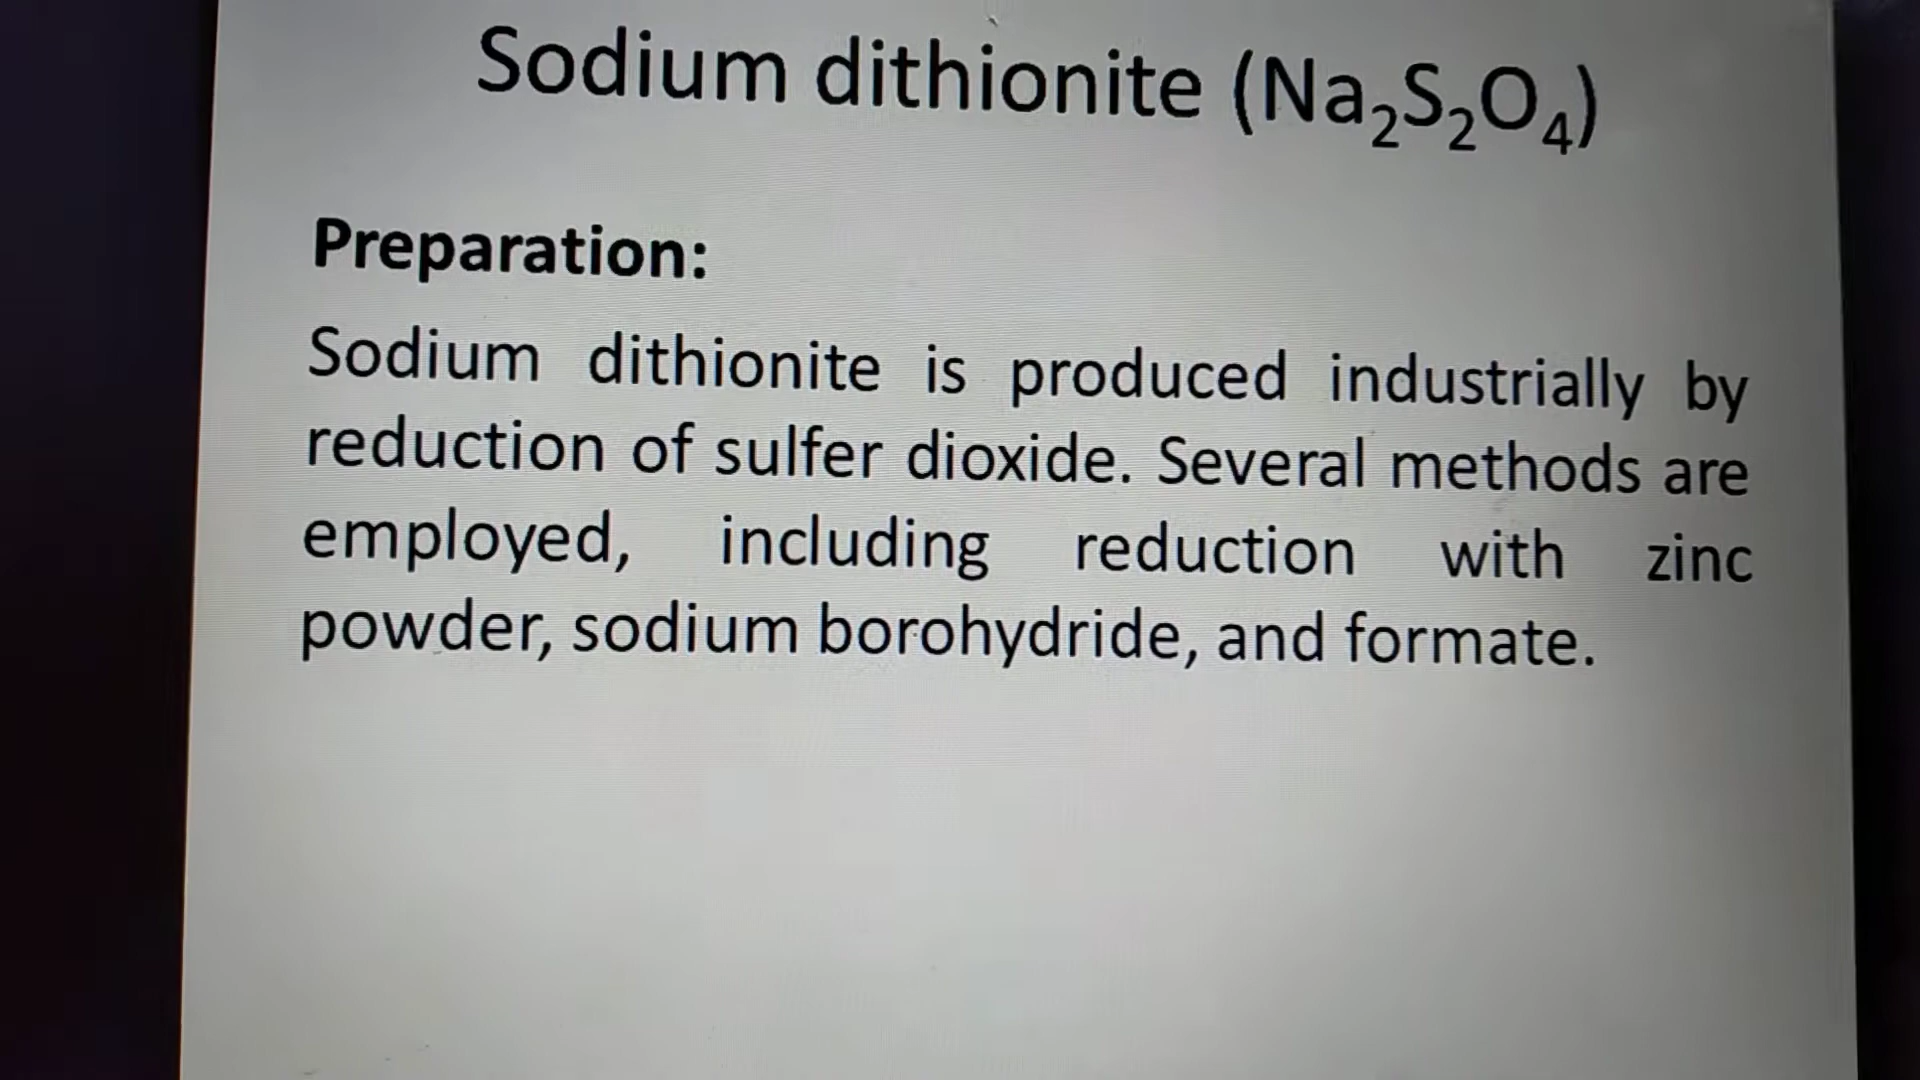 Sodium dithionite (Na₂S₂O₄)
Preparation:
Sodium dithionite is produced industrially by
reduction of sulfer dioxide. Several methods are
employed, including reduction with zinc
powder, sodium borohydride, and formate.